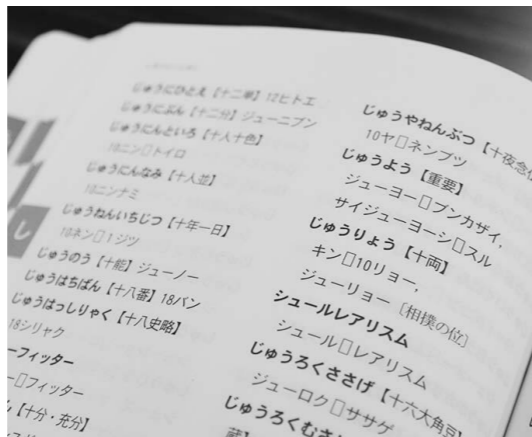 じゅうにひとえ【十二単】12ヒトエ
じゅうにぶん【十二分】ジューニブン
じゅうにんといろ【十人十色】
10ニン▯トイロ
じゅうにんなみ【十人並】
10ニンナミ
じゅうねんいちじつ【十年一日】
10ネン▯1ジツ
じゅうのう【十能】ジューノー
じゅうはちばん【十八番】18バン
じゅうはっしりゃく【十八史略】
18シリャク
ーフィッター
ー▯フィッター
【十分・充分】
し
じゅうやねんぶつ【十夜念仏
10ヤ▯ネンブツ
じゅうよう【重要】
ジューヨー▯ブンカザイ,
サイジューヨーシ▯スル
じゅうりょう【十両】
キン▯10リョー,
ジューリョー〔相撲の位〕
シュールレアリスム
シュール▯レアリスム
じゅうろくささげ【十六大角豆】
ジューロク▯ササゲ
じゅうろくむさ
蔵】